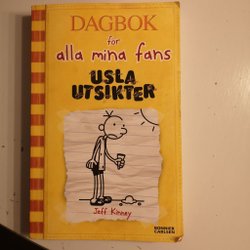 DAGBOK
för
alla mina fans
USLA
UTSIKTER
Jeff Kinney
BONNIER
CARLSEN